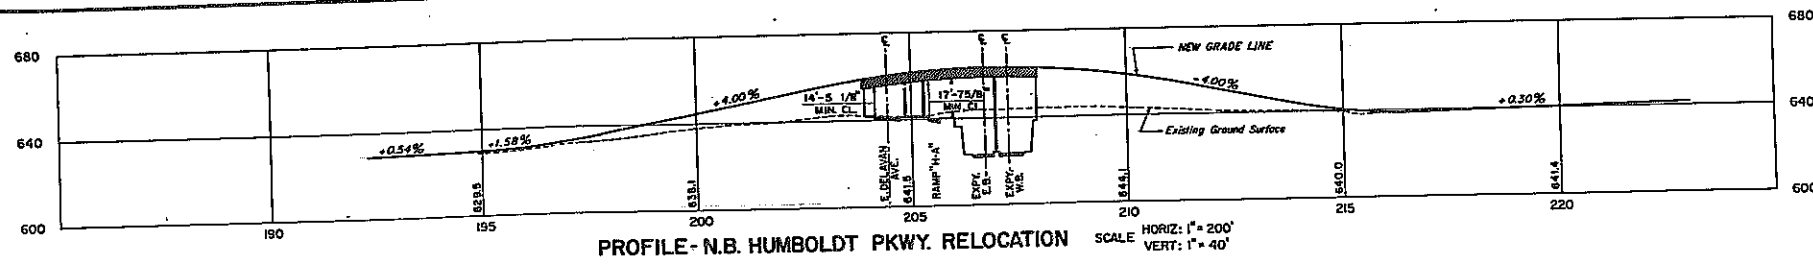 680
680
NEW GRADE LINE
+4.00%
-4.00%
14'-5 1/8"
MIN. CL.
17'-7 5/8"
MIN. CL.
640
640
+0.54%
+1.58%
+0.30%
Existing Ground Surface
629.5
638.1
E. DELAVAN
AVE.
641.5
RAMP "H-A"
EXPY.
E.B.
EXPY.
W.B.
644.1
640.0
641.4
600
600
190
195
200
205
210
215
220
PROFILE- N.B. HUMBOLDT PKWY. RELOCATION
SCALE HORIZ: 1" = 200'
VERT: 1" = 40'